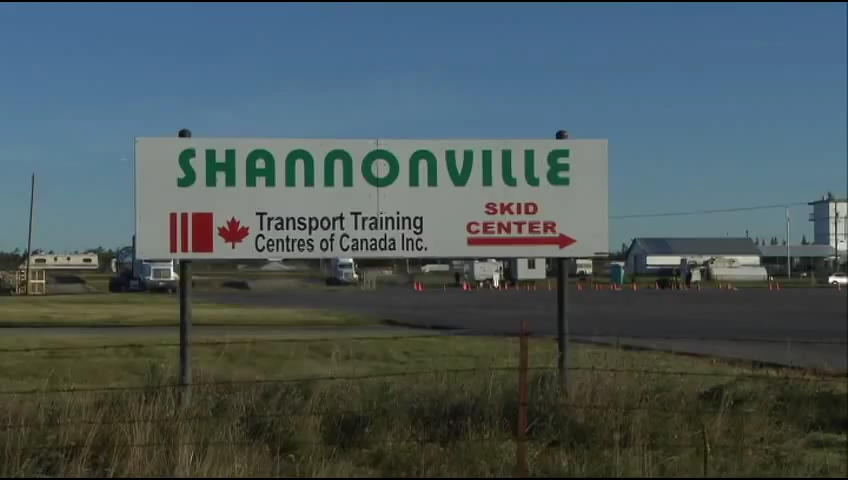 SHANNONVILLE
Transport Training
Centres of Canada Inc.
SKID
CENTER